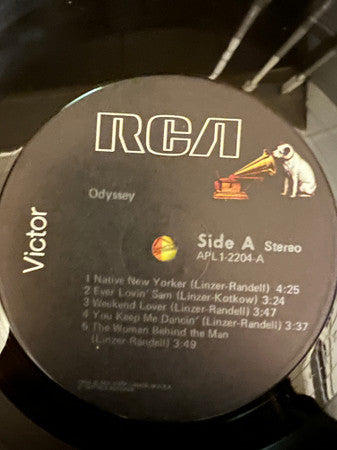 RCA
Victor
Odyssey
Side A Stereo
APL1-2204-A
1 Native New Yorker (Linzer-Randell) 4:25
2 Ever Lovin' Sam (Linzer-Kotkow) 3:24
3 Weekend Lover (Linzer-Randell) 3:47
4 You Keep Me Dancin' (Linzer-Randell) 3:37
5 The Woman Behind the Man
(Linzer-Randell) 3:49